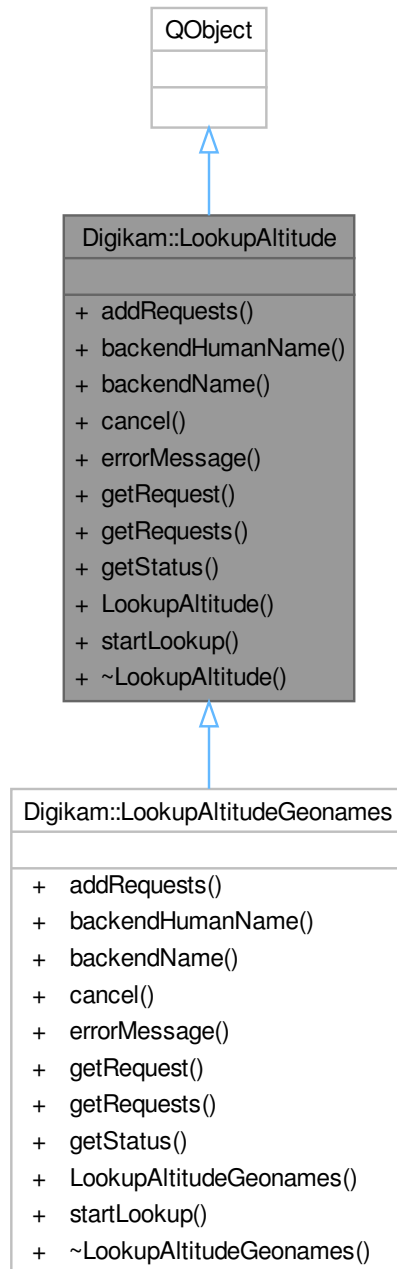 QObject
Digikam::LookupAltitude
+ addRequests()
+ backendHumanName()
+ backendName()
+ cancel()
+ errorMessage()
+ getRequest()
+ getRequests()
+ getStatus()
+ LookupAltitude()
+ startLookup()
+ ~LookupAltitude()
Digikam::LookupAltitudeGeonames
+ addRequests()
+ backendHumanName()
+ backendName()
+ cancel()
+ errorMessage()
+ getRequest()
+ getRequests()
+ getStatus()
+ LookupAltitudeGeonames()
+ startLookup()
+ ~LookupAltitudeGeonames()